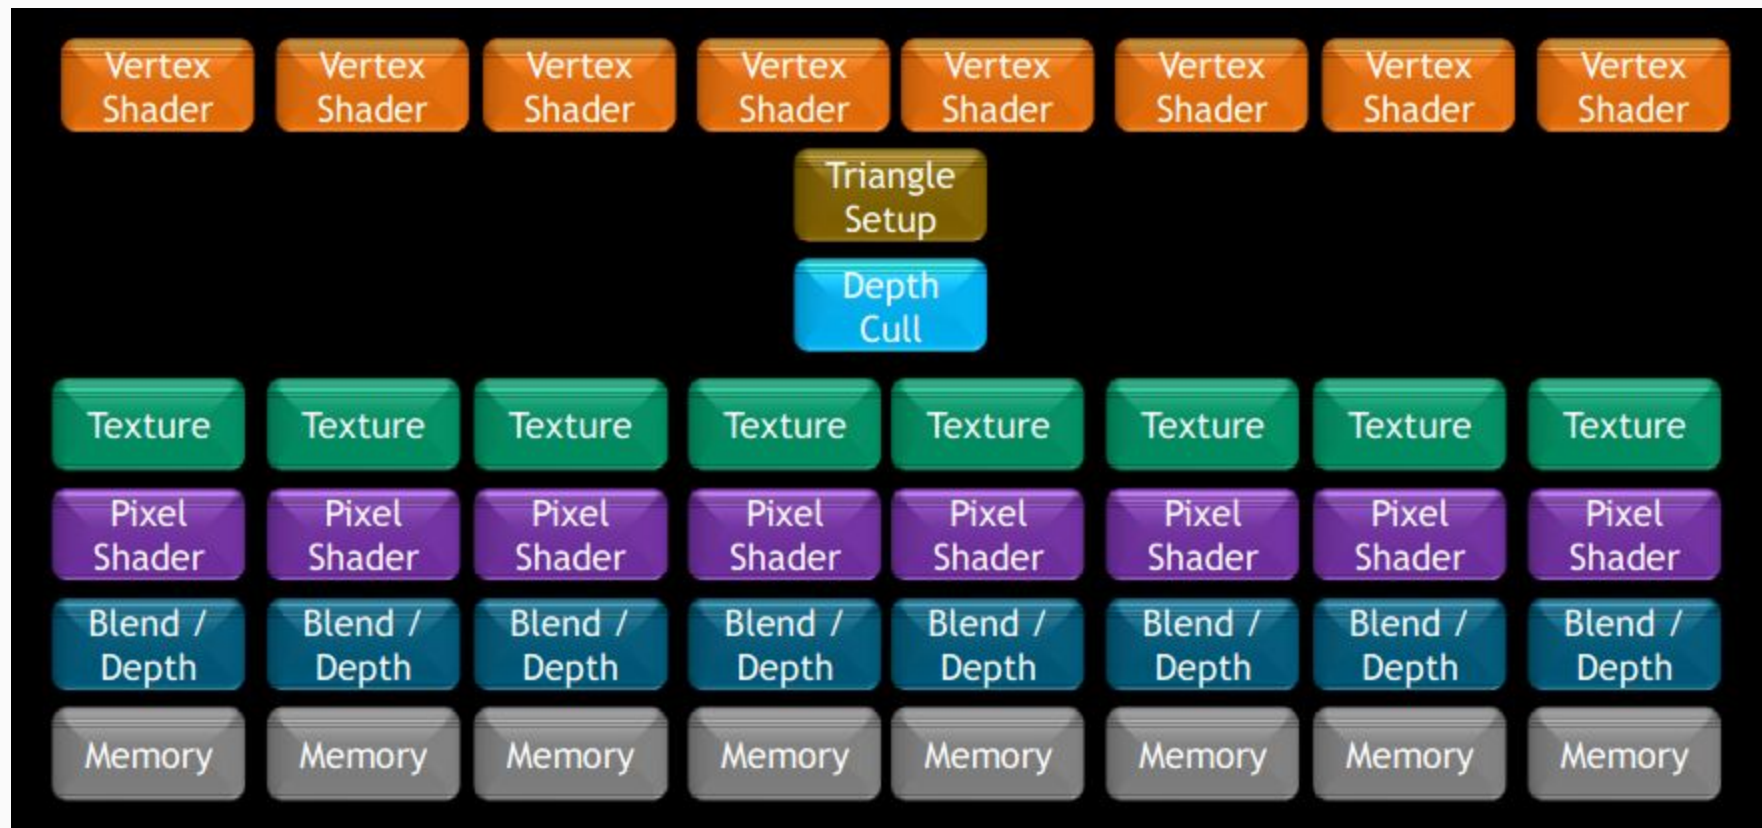 Vertex Vertex Vertex Vertex Vertex Vertex Vertex Vertex
Shader Shader Shader Shader Shader Shader Shader Shader
Triangle
Setup
Depth
Cull
Texture Texture Texture Texture Texture Texture Texture Texture
Pixel Pixel Pixel Pixel Pixel Pixel Pixel Pixel
Shader Shader Shader Shader Shader Shader Shader Shader
Blend / Blend / Blend / Blend / Blend / Blend / Blend / Blend /
Depth Depth Depth Depth Depth Depth Depth Depth
Memory Memory Memory Memory Memory Memory Memory Memory